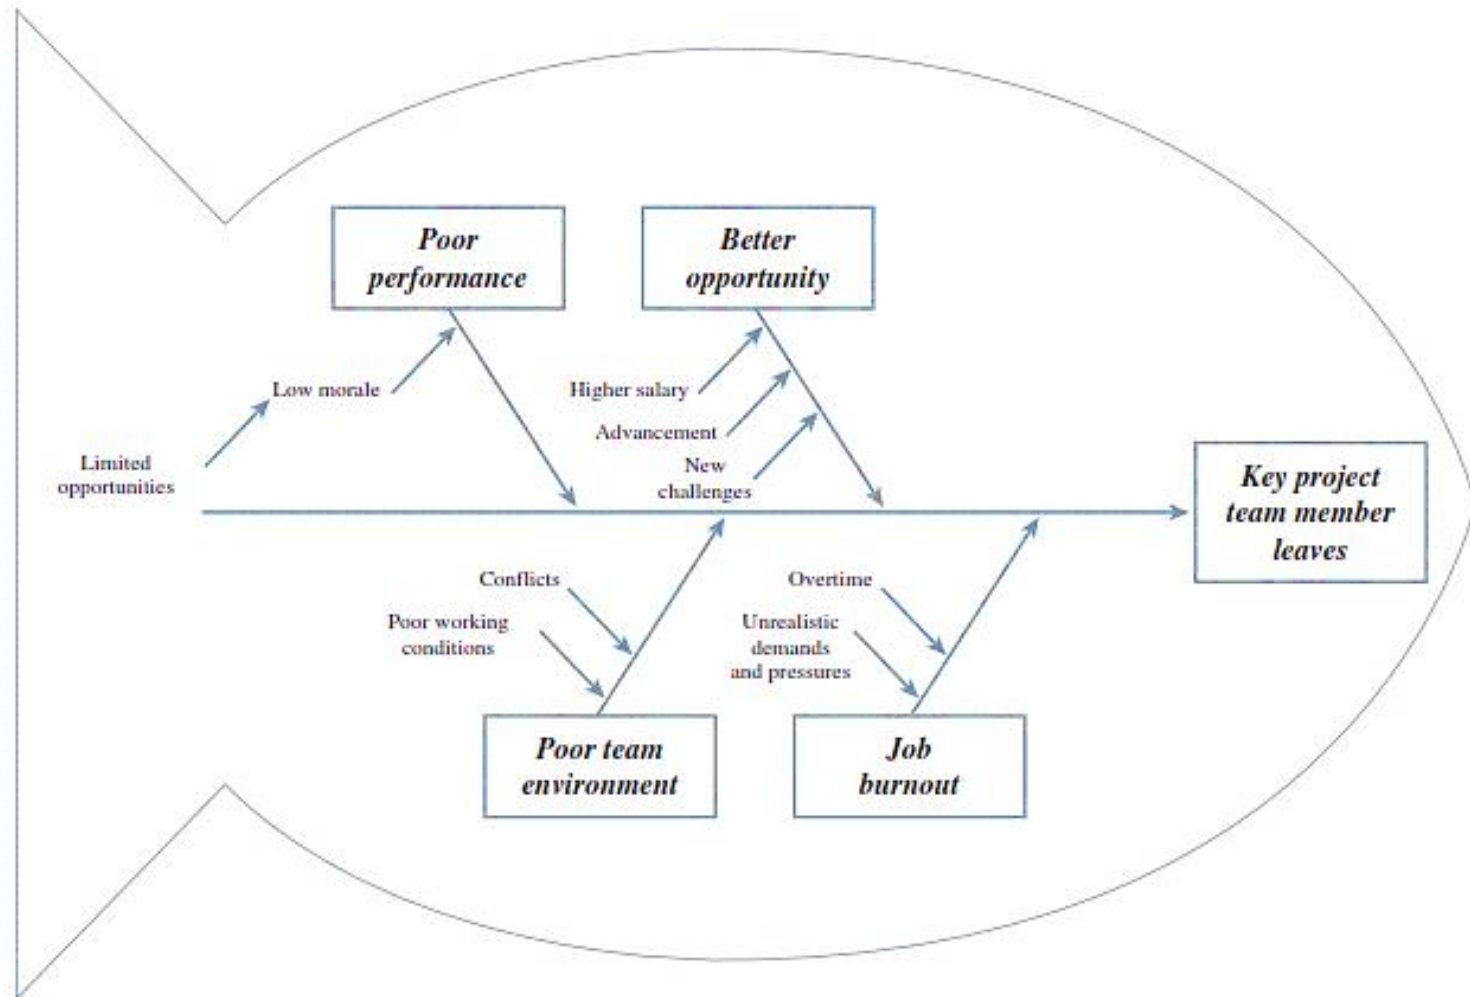 Poor
performance
Better
opportunity
Low morale
Higher salary
Advancement
New
challenges
Limited
opportunities
Key project
team member
leaves
Conflicts
Poor working
conditions
Overtime
Unrealistic
demands
and pressures
Poor team
environment
Job
burnout